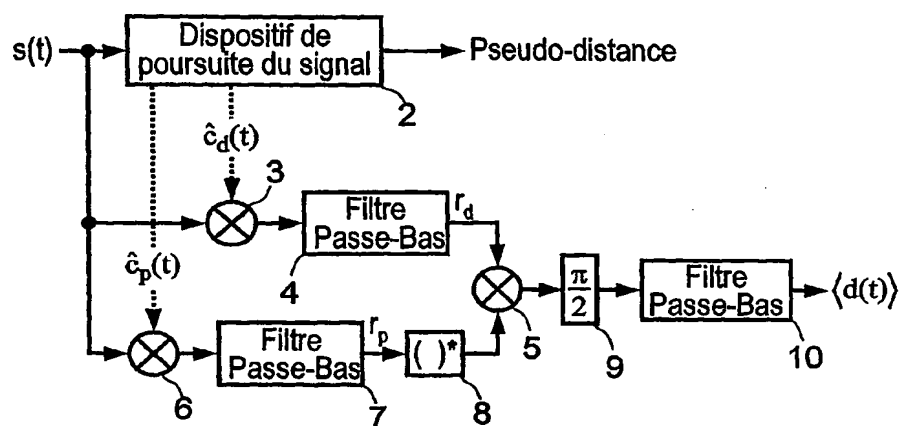 s(t)
Dispositif de
poursuite du signal
Pseudo-distance
2
ĉd(t)
3
Filtre
Passe-Bas
rd
4
ĉp(t)
5
π
2
9
Filtre
Passe-Bas
⟨d(t)⟩
10
6
Filtre
Passe-Bas
rp
( )*
7
8